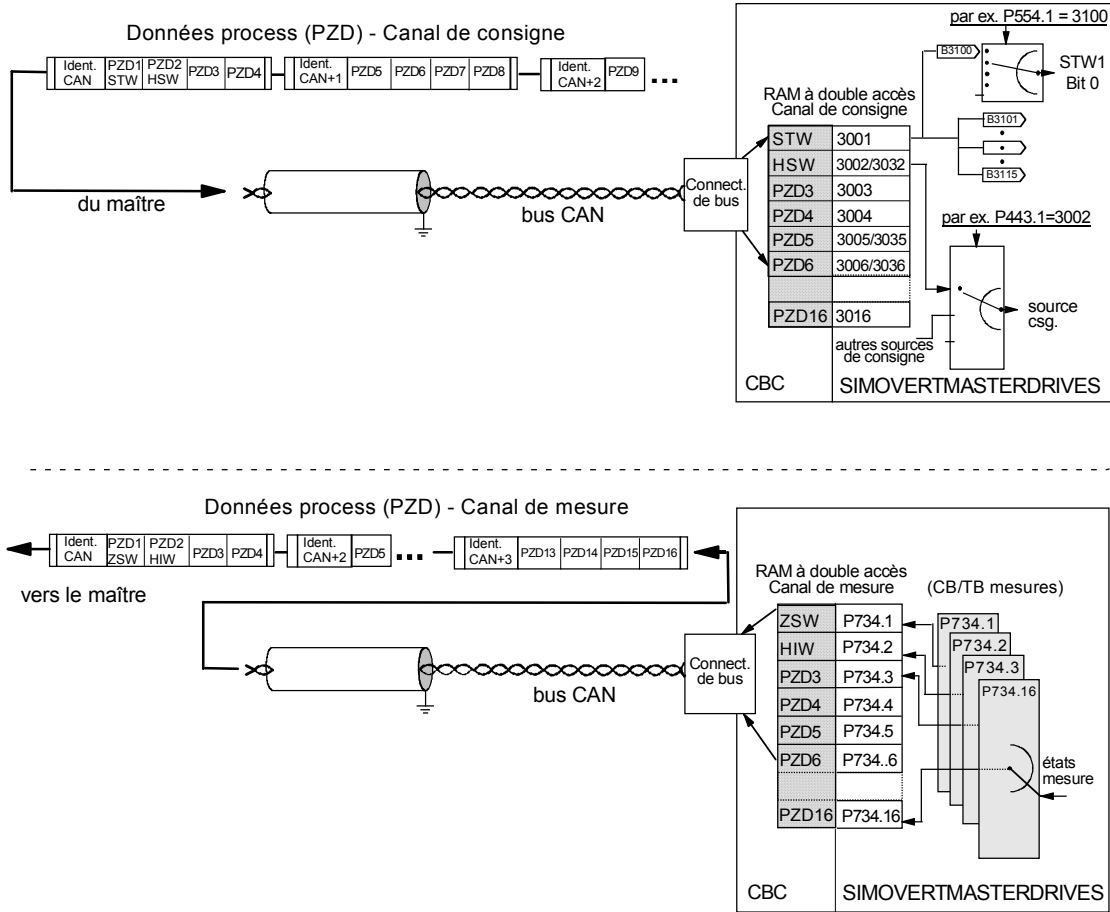 Données process (PZD) - Canal de consigne
Ident. CAN PZD1 STW PZD2 HSW PZD3 PZD4 Ident. CAN+1 PZD5 PZD6 PZD7 PZD8 Ident. CAN+2 PZD9 ...
du maître
bus CAN
Connect. de bus
RAM à double accès
Canal de consigne
STW 3001
HSW 3002/3032
PZD3 3003
PZD4 3004
PZD5 3005/3035
PZD6 3006/3036
PZD16 3016
par ex. P554.1 = 3100
B3100
STW1
Bit 0
B3101
B3115
par ex. P443.1=3002
source
csg.
autres sources
de consigne
CBC
SIMOVERTMASTERDRIVES
Données process (PZD) - Canal de mesure
Ident. CAN PZD1 ZSW PZD2 HIW PZD3 PZD4 Ident. CAN+2 PZD5 ... Ident. CAN+3 PZD13 PZD14 PZD15 PZD16
vers le maître
bus CAN
Connect. de bus
RAM à double accès
Canal de mesure
(CB/TB mesures)
ZSW P734.1
HIW P734.2
PZD3 P734.3
PZD4 P734.4
PZD5 P734.5
PZD6 P734..6
PZD16 P734.16
P734.1
P734.2
P734.3
P734.16
états
mesure
CBC
SIMOVERTMASTERDRIVES